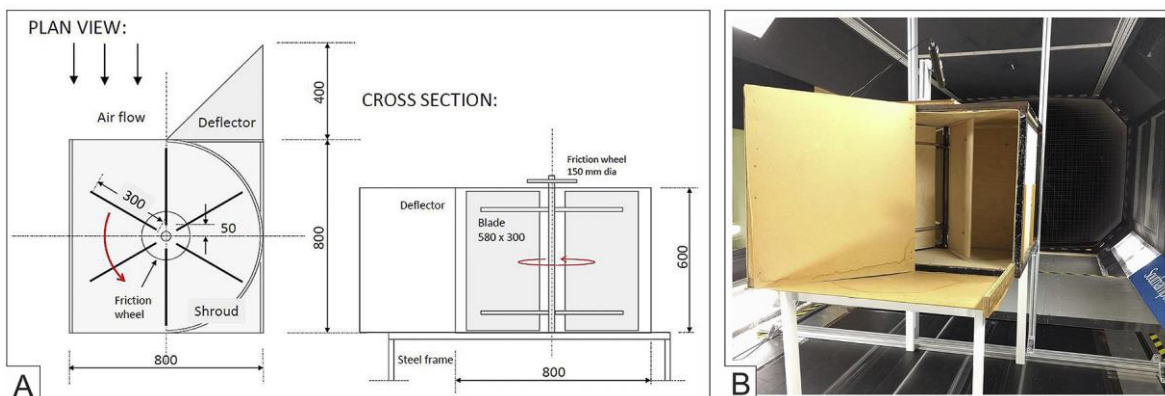 PLAN VIEW:
Air flow
Deflector
400
800
300
50
Friction
wheel
Shroud
800
A
CROSS SECTION:
Friction wheel
150 mm dia
Deflector
Blade
580 x 300
600
Steel frame
800
B